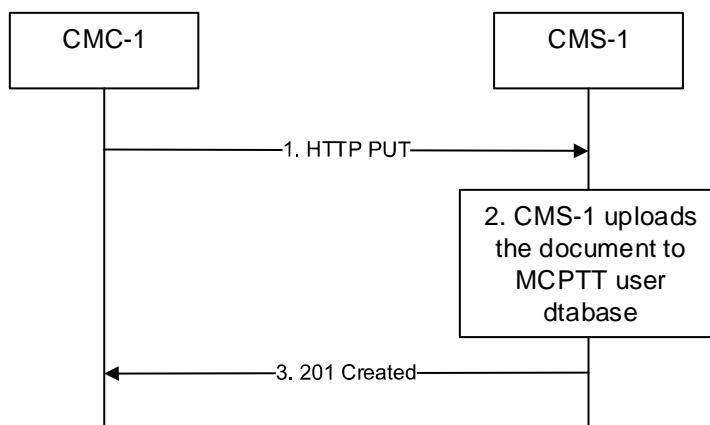 CMC-1
CMS-1
1. HTTP PUT
2. CMS-1 uploads
the document to
MCPTT user
dtabase
3. 201 Created